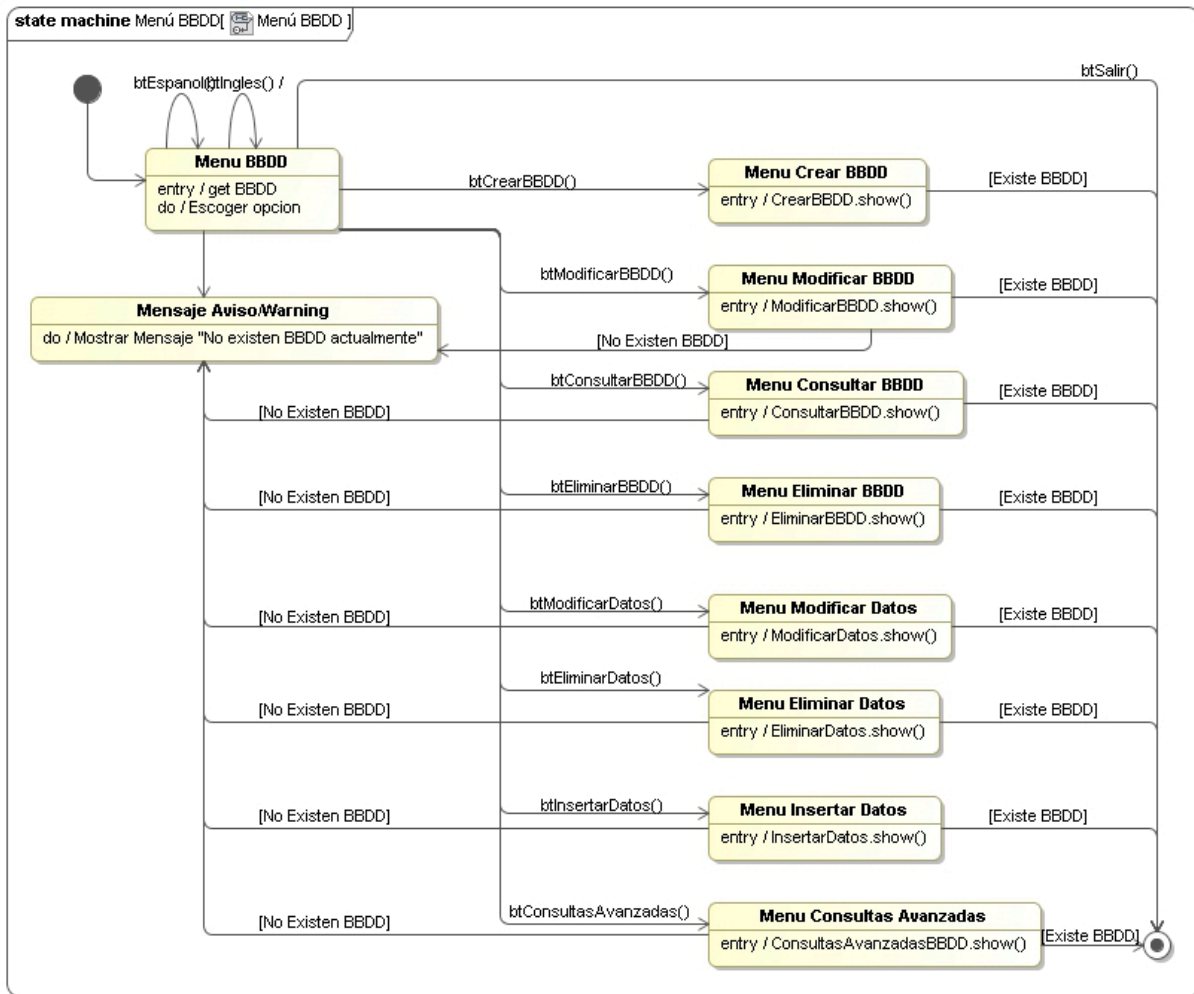 state machine Menú BBDD[ Menú BBDD ]
btEspanol()
btIngles() /
btSalir()
Menu BBDD
entry / get BBDD
do / Escoger opcion
btCrearBBDD()
Menu Crear BBDD
entry / CrearBBDD.show()
[Existe BBDD]
btModificarBBDD()
Menu Modificar BBDD
entry / ModificarBBDD.show()
[Existe BBDD]
Mensaje Aviso/Warning
do / Mostrar Mensaje "No existen BBDD actualmente"
[No Existen BBDD]
btConsultarBBDD()
Menu Consultar BBDD
entry / ConsultarBBDD.show()
[Existe BBDD]
[No Existen BBDD]
btEliminarBBDD()
Menu Eliminar BBDD
entry / EliminarBBDD.show()
[Existe BBDD]
[No Existen BBDD]
btModificarDatos()
Menu Modificar Datos
entry / ModificarDatos.show()
[Existe BBDD]
[No Existen BBDD]
btEliminarDatos()
Menu Eliminar Datos
entry / EliminarDatos.show()
[Existe BBDD]
[No Existen BBDD]
btInsertarDatos()
Menu Insertar Datos
entry / InsertarDatos.show()
[Existe BBDD]
[No Existen BBDD]
btConsultasAvanzadas()
Menu Consultas Avanzadas
entry / ConsultasAvanzadasBBDD.show()
[Existe BBDD]
[No Existen BBDD]